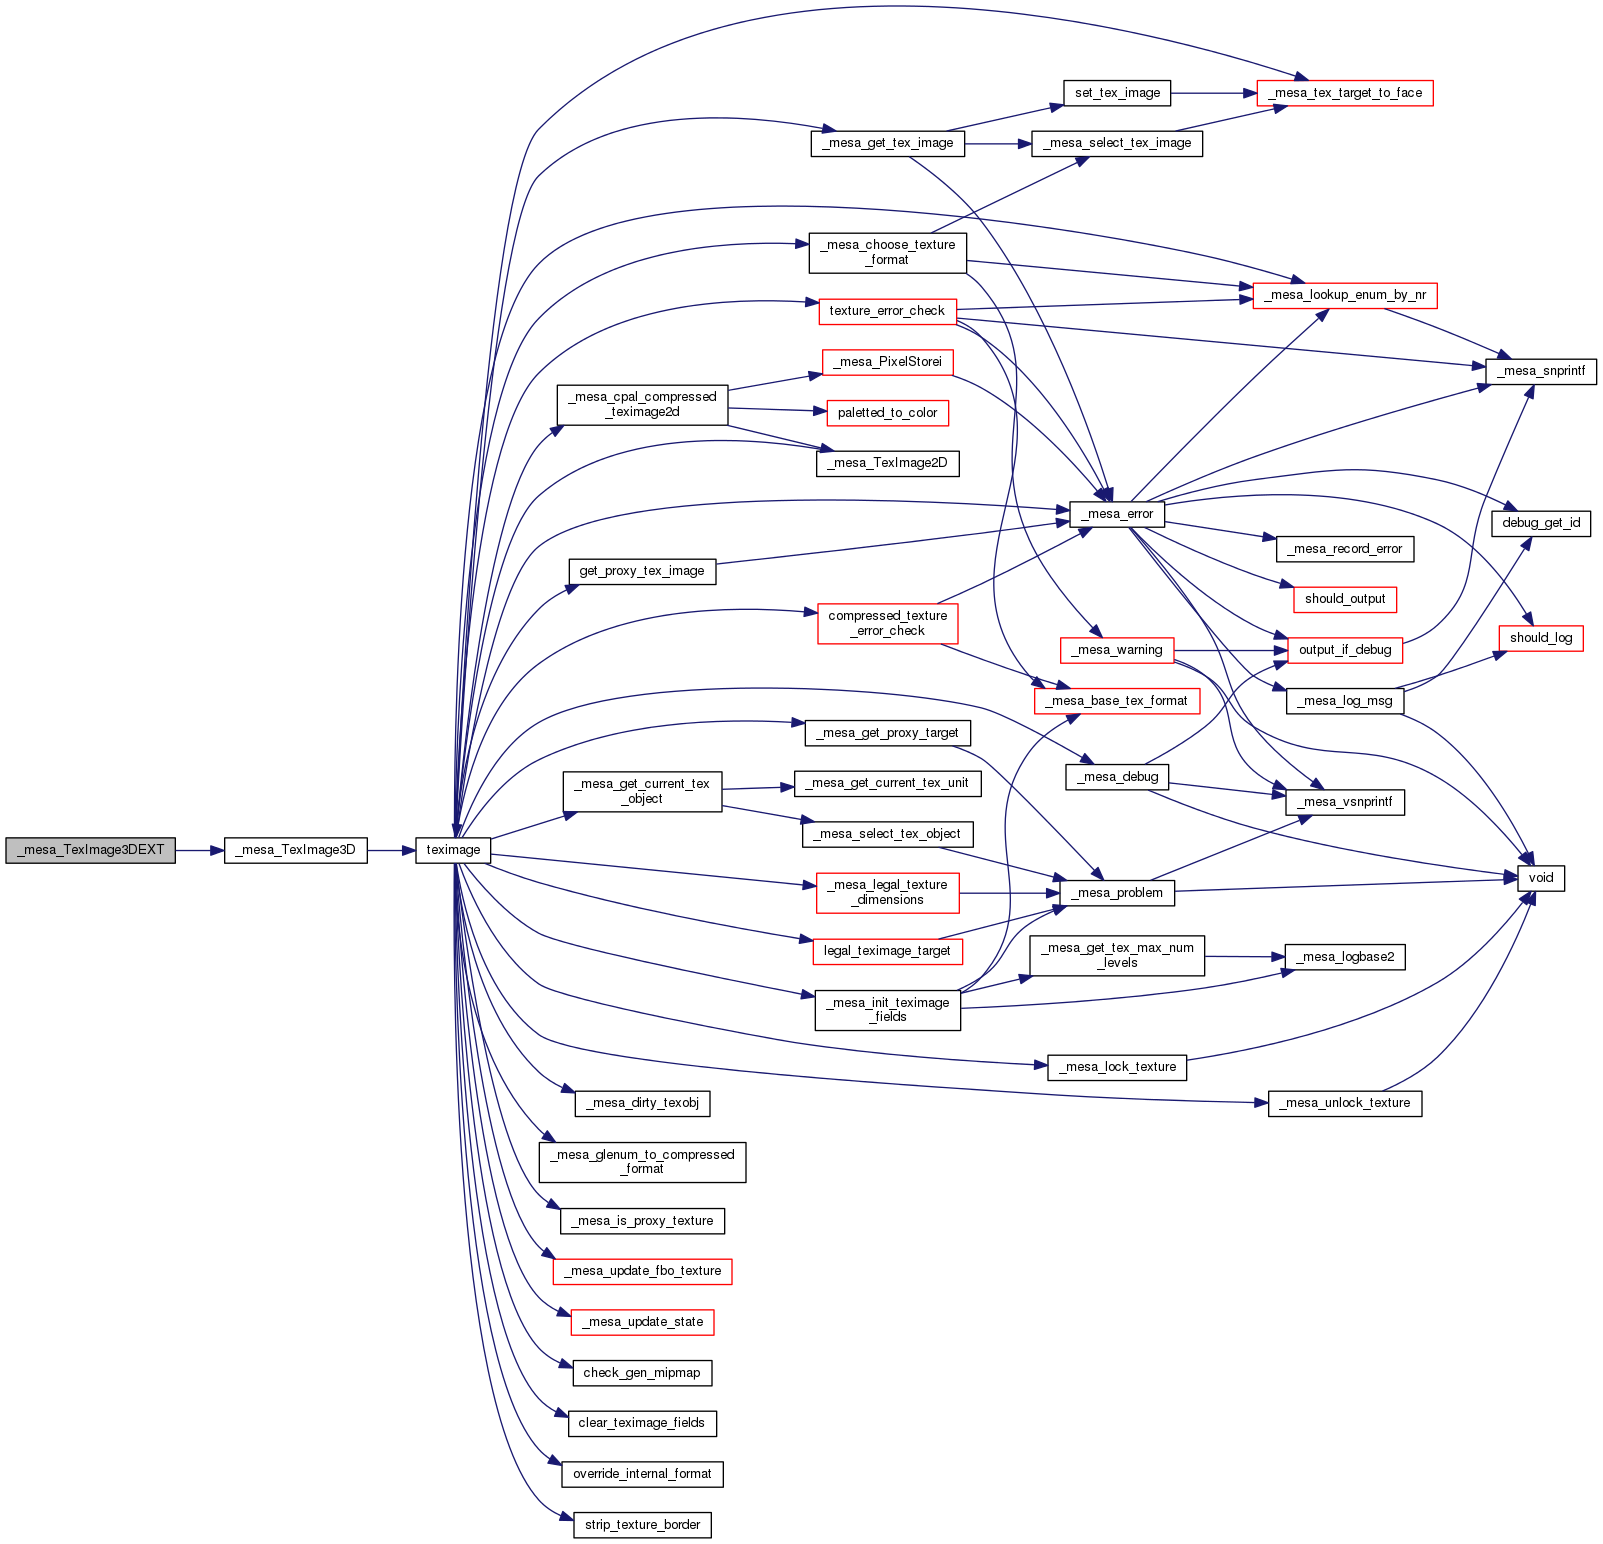 _mesa_TexImage3DEXT
_mesa_TexImage3D
teximage
_mesa_cpal_compressed
_teximage2d
get_proxy_tex_image
_mesa_get_current_tex
_object
_mesa_dirty_texobj
_mesa_glenum_to_compressed
_format
_mesa_is_proxy_texture
_mesa_update_fbo_texture
_mesa_update_state
check_gen_mipmap
clear_teximage_fields
override_internal_format
strip_texture_border
_mesa_get_tex_image
_mesa_choose_texture
_format
texture_error_check
_mesa_PixelStorei
paletted_to_color
_mesa_TexImage2D
compressed_texture
_error_check
_mesa_get_proxy_target
_mesa_get_current_tex_unit
_mesa_select_tex_object
_mesa_legal_texture
_dimensions
legal_teximage_target
_mesa_init_teximage
_fields
set_tex_image
_mesa_select_tex_image
_mesa_error
_mesa_warning
_mesa_base_tex_format
_mesa_debug
_mesa_problem
_mesa_get_tex_max_num
_levels
_mesa_lock_texture
_mesa_tex_target_to_face
_mesa_lookup_enum_by_nr
_mesa_record_error
should_output
output_if_debug
_mesa_log_msg
_mesa_vsnprintf
_mesa_logbase2
_mesa_unlock_texture
_mesa_snprintf
debug_get_id
should_log
void